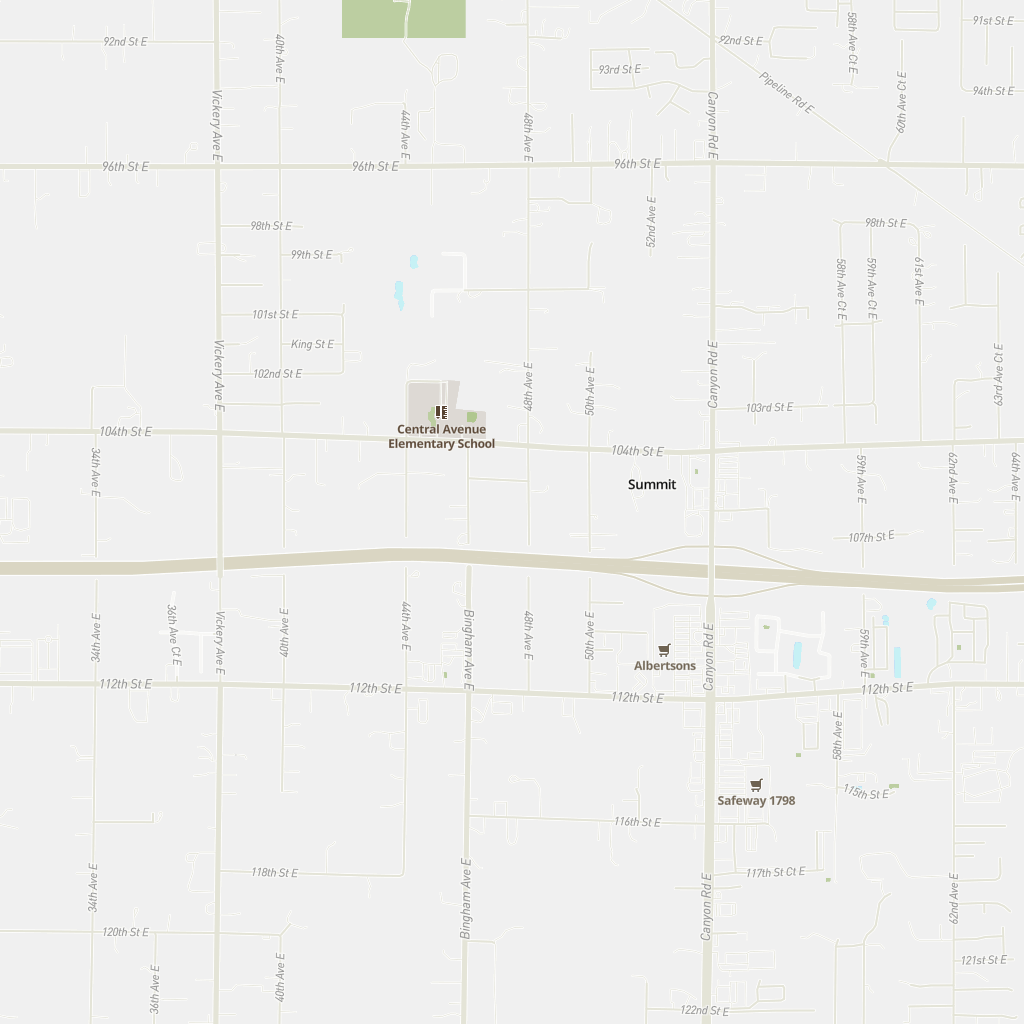 92nd St E
40th Ave E
92nd St E
58th Ave Ct E
91st St E
93rd St E
Pipeline Rd E
60th Ave Ct E
94th St E
Vickery Ave E
44th Ave E
48th Ave E
Canyon Rd E
96th St E
96th St E
96th St E
98th St E
52nd Ave E
98th St E
99th St E
58th Ave Ct E
59th Ave Ct E
61st Ave E
101st St E
King St E
Vickery Ave E
102nd St E
48th Ave E
50th Ave E
Canyon Rd E
63rd Ave Ct E
103rd St E
104th St E
Central Avenue
Elementary School
104th St E
34th Ave E
Summit
59th Ave E
62nd Ave E
64th Ave E
107th St E
34th Ave E
36th Ave Ct E
Vickery Ave E
40th Ave E
44th Ave E
Bingham Ave E
48th Ave E
50th Ave E
Albertsons
Canyon Rd E
59th Ave E
112th St E
112th St E
112th St E
112th St E
58th Ave E
Safeway 1798
115th St E
116th St E
34th Ave E
118th St E
Bingham Ave E
Canyon Rd E
117th St Ct E
62nd Ave E
120th St E
36th Ave E
40th Ave E
121st St E
122nd St E